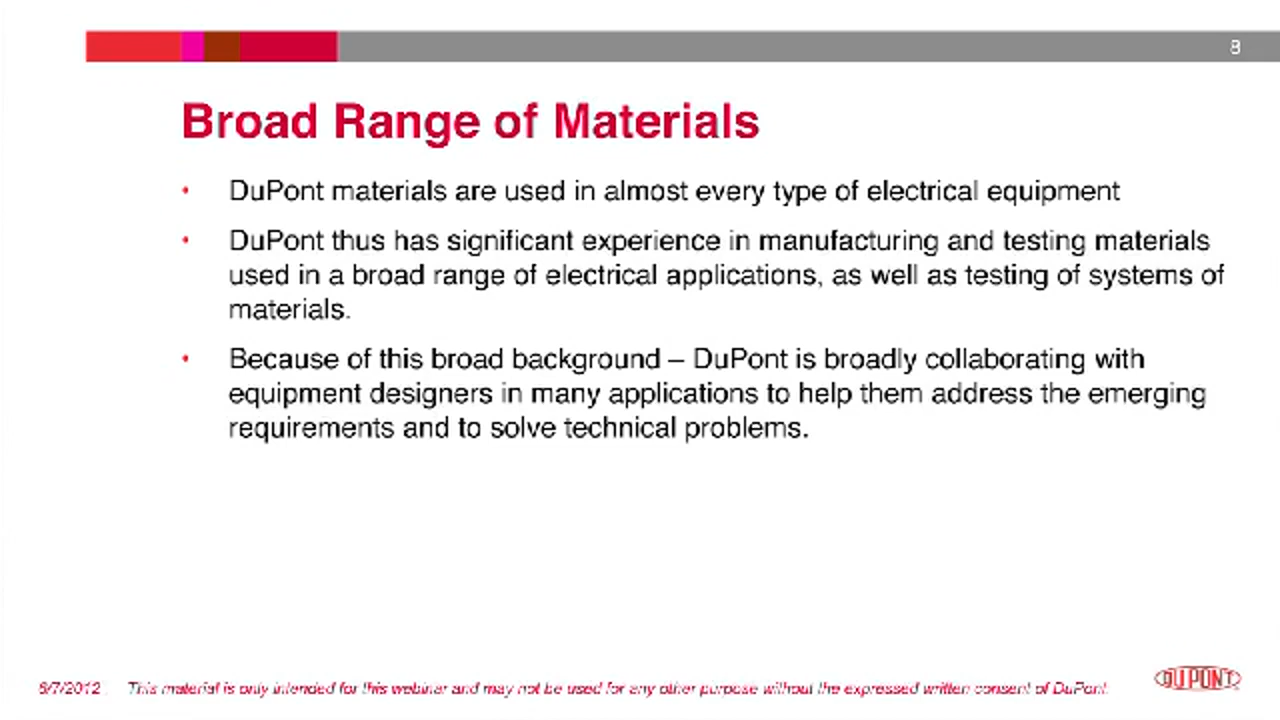 8
Broad Range of Materials
• DuPont materials are used in almost every type of electrical equipment
• DuPont thus has significant experience in manufacturing and testing materials
used in a broad range of electrical applications, as well as testing of systems of
materials.
• Because of this broad background – DuPont is broadly collaborating with
equipment designers in many applications to help them address the emerging
requirements and to solve technical problems.
This material is only intended for this webinar and may not be used for any other purpose without the expressed written consent of DuPont.
DUPONT